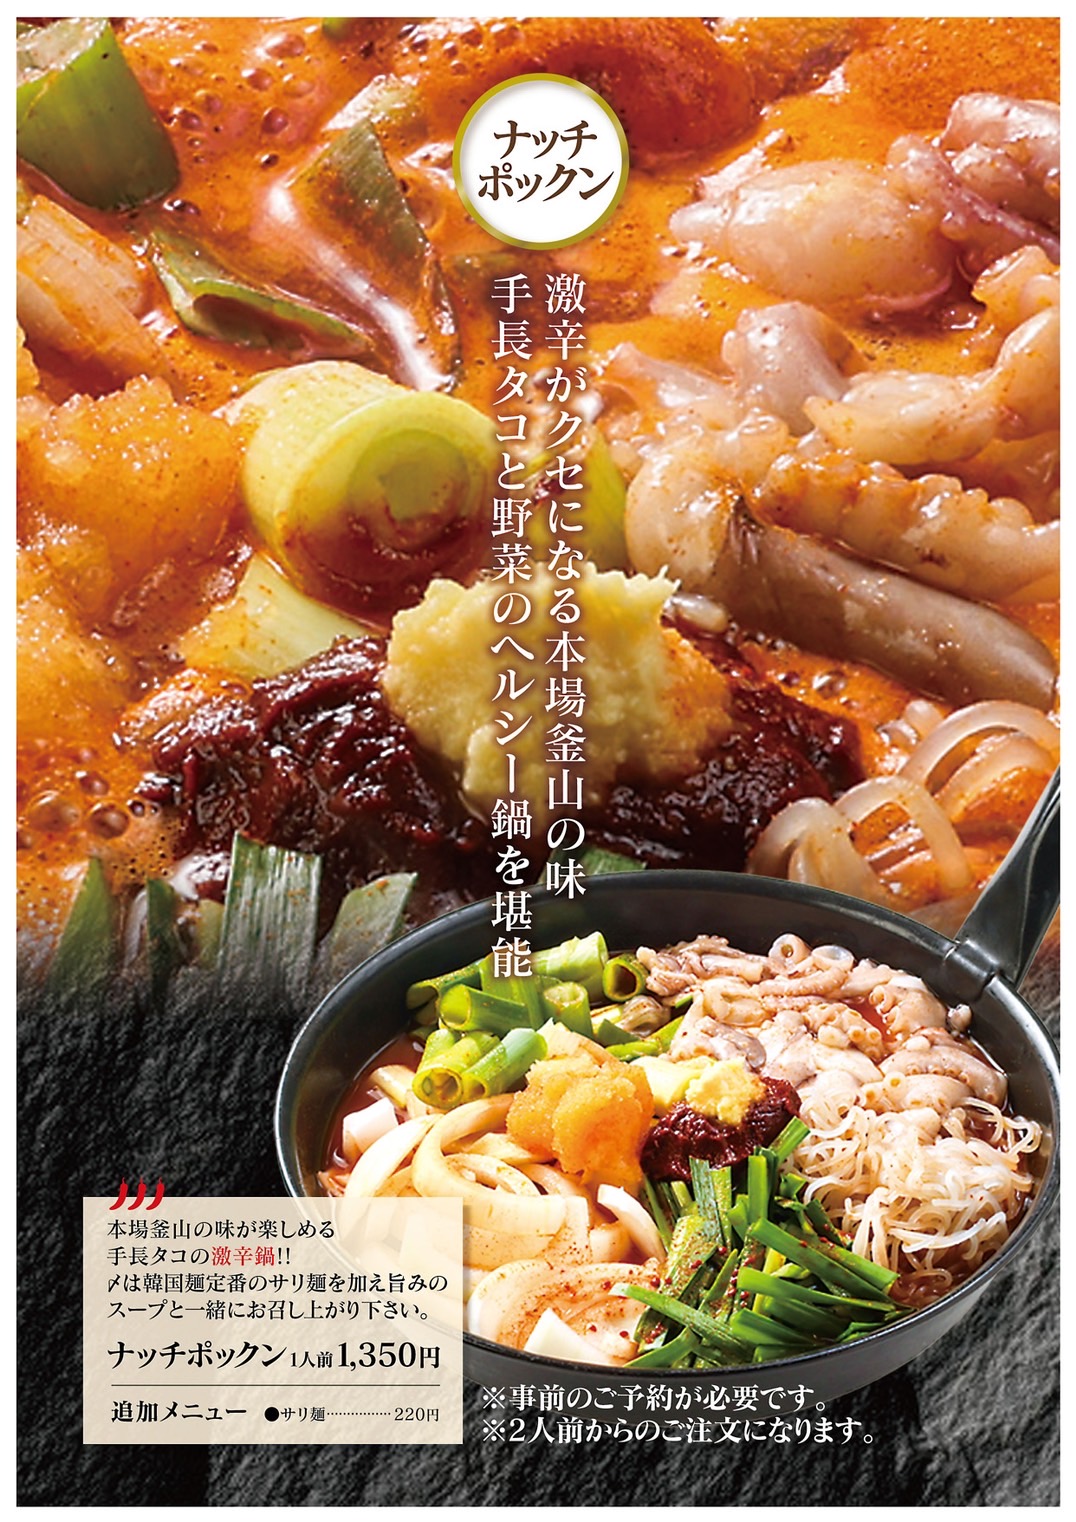 ナッチ
ポックン
激辛がクセになる本場釜山の味
手長タコと野菜のヘルシー鍋を堪能
本場釜山の味が楽しめる
手長タコの激辛鍋!!
〆は韓国麺定番のサリ麺を加え旨みの
スープと一緒にお召し上がり下さい。
ナッチポックン 1人前 1,350円
追加メニュー ●サリ麺……………220円
※事前のご予約が必要です。
※2人前からのご注文になります。